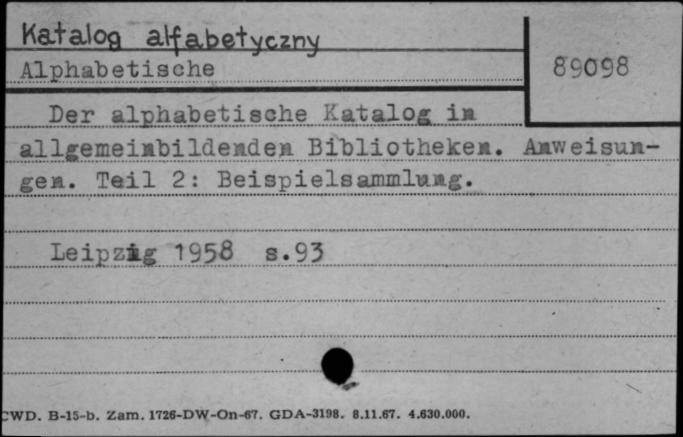 Katalog alfabetyczny
Alphabetische
89098
Der alphabetische Katalog in
allgemeinbildenden Bibliotheken. Anweisun-
gen. Teil 2: Beispielsammlung.
Leipzig 1958 s.93
CWD. B-15-b. Zam. 1726-DW-On-67. GDA-3198. 8.11.67. 4.630.000.